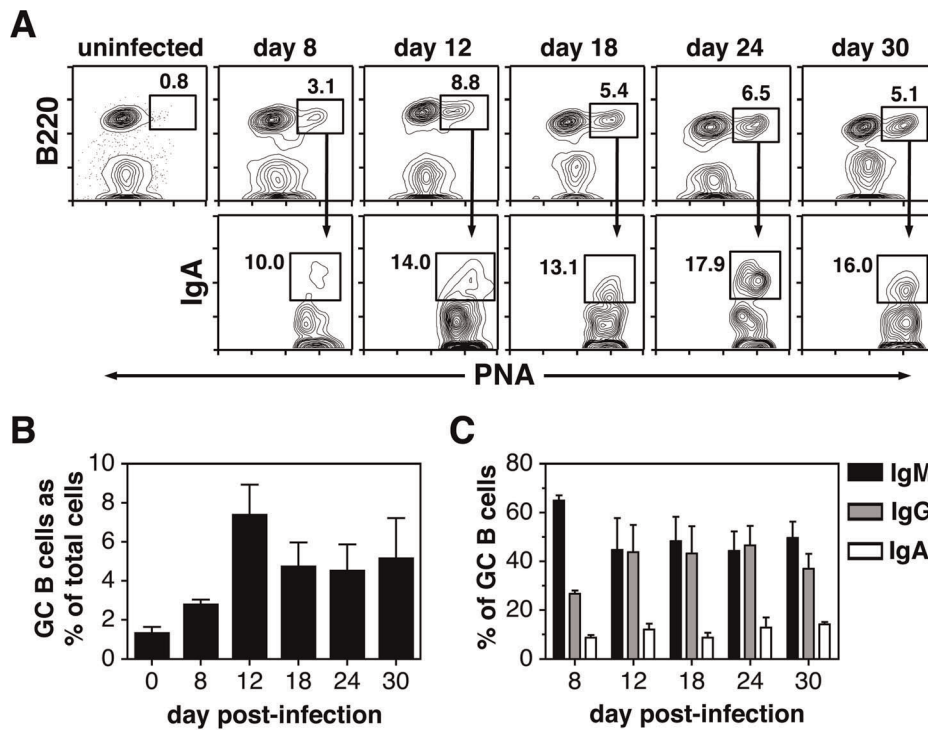 A
uninfected day 8 day 12 day 18 day 24 day 30
0.8 3.1 8.8 5.4 6.5 5.1
B220
10.0 14.0 13.1 17.9 16.0
IgA
PNA
B
GC B cells as
% of total cells
10
8
6
4
2
0
0 8 12 18 24 30
day post-infection
C
% of GC B cells
80
60
40
20
0
8 12 18 24 30
day post-infection
IgM
IgG
IgA